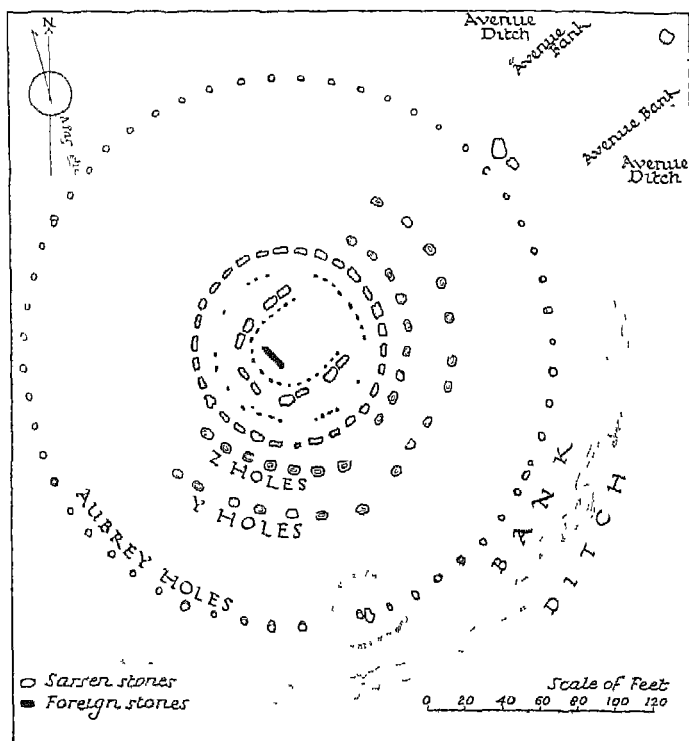 N
Avenue
Ditch
Avenue
Bank
Avenue Bank
Avenue
Ditch
Z HOLES
Y HOLES
AUBREY HOLES
BANK
DITCH
Sarsen stones
Foreign stones
Scale of Feet
0 20 40 60 80 100 120